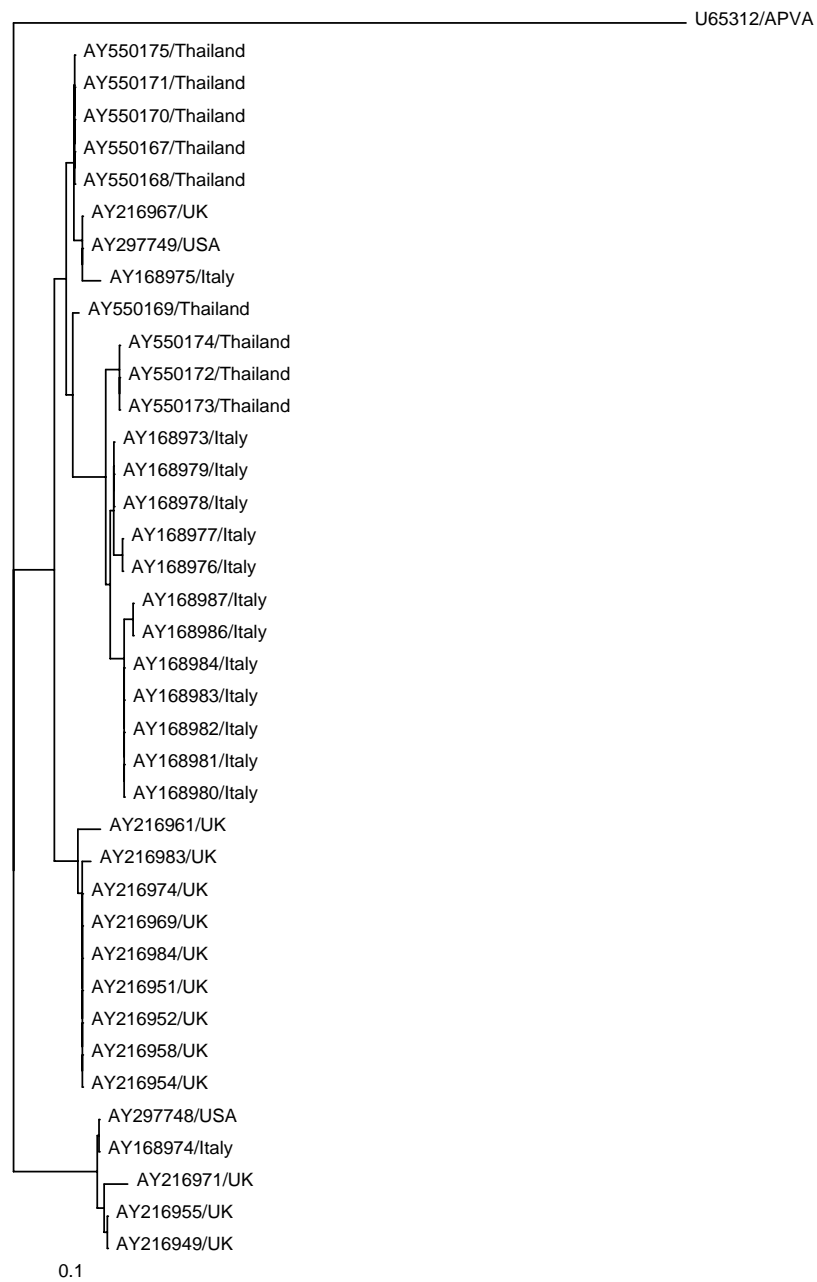 U65312/APVA
AY550175/Thailand
AY550171/Thailand
AY550170/Thailand
AY550167/Thailand
AY550168/Thailand
AY216967/UK
AY297749/USA
AY168975/Italy
AY550169/Thailand
AY550174/Thailand
AY550172/Thailand
AY550173/Thailand
AY168973/Italy
AY168979/Italy
AY168978/Italy
AY168977/Italy
AY168976/Italy
AY168987/Italy
AY168986/Italy
AY168984/Italy
AY168983/Italy
AY168982/Italy
AY168981/Italy
AY168980/Italy
AY216961/UK
AY216983/UK
AY216974/UK
AY216969/UK
AY216984/UK
AY216951/UK
AY216952/UK
AY216958/UK
AY216954/UK
AY297748/USA
AY168974/Italy
AY216971/UK
AY216955/UK
AY216949/UK
0.1